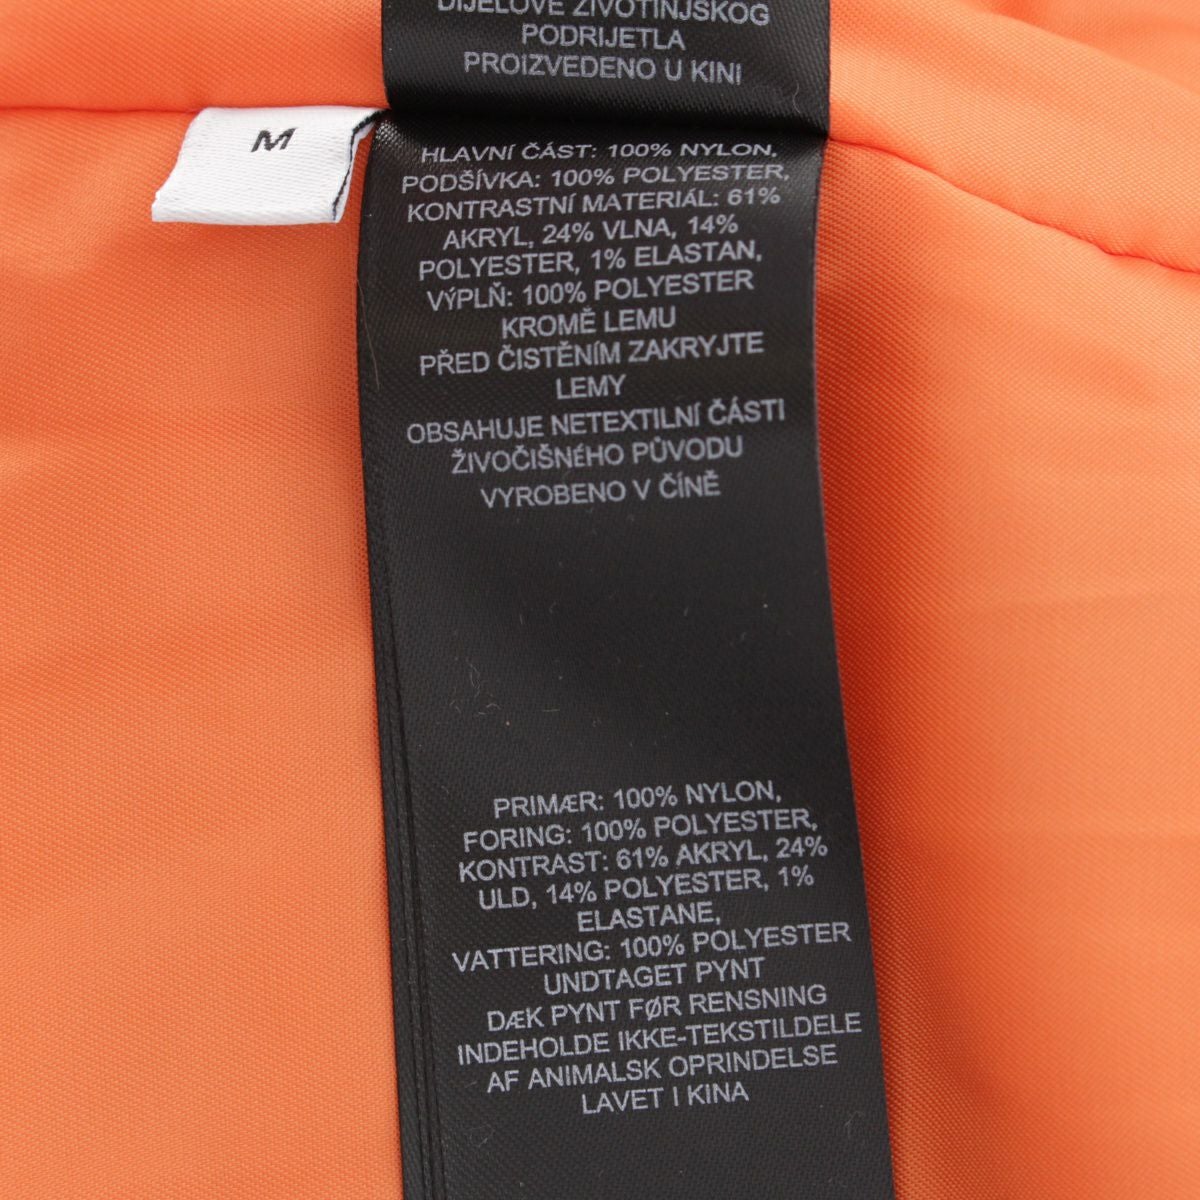 DIJELOVE ŽIVOTINJSKOG
PODRIJETLA
PROIZVEDENO U KINI
M
HLAVNÍ ČÁST: 100% NYLON,
PODŠÍVKA: 100% POLYESTER,
KONTRASTNÍ MATERIÁL: 61%
AKRYL, 24% VLNA, 14%
POLYESTER, 1% ELASTAN,
VÝPLŇ: 100% POLYESTER
KROMĚ LEMU
PŘED ČISTĚNÍM ZAKRYJTE
LEMY
OBSAHUJE NETEXTILNÍ ČÁSTI
ŽIVOČIŠNÉHO PŮVODU
VYROBENO V ČÍNĚ
PRIMÆR: 100% NYLON,
FORING: 100% POLYESTER,
KONTRAST: 61% AKRYL, 24%
ULD, 14% POLYESTER, 1%
ELASTANE,
VATTERING: 100% POLYESTER
UNDTAGET PYNT
DÆK PYNT FØR RENSNING
INDEHOLDE IKKE-TEKSTILDELE
AF ANIMALSK OPRINDELSE
LAVET I KINA